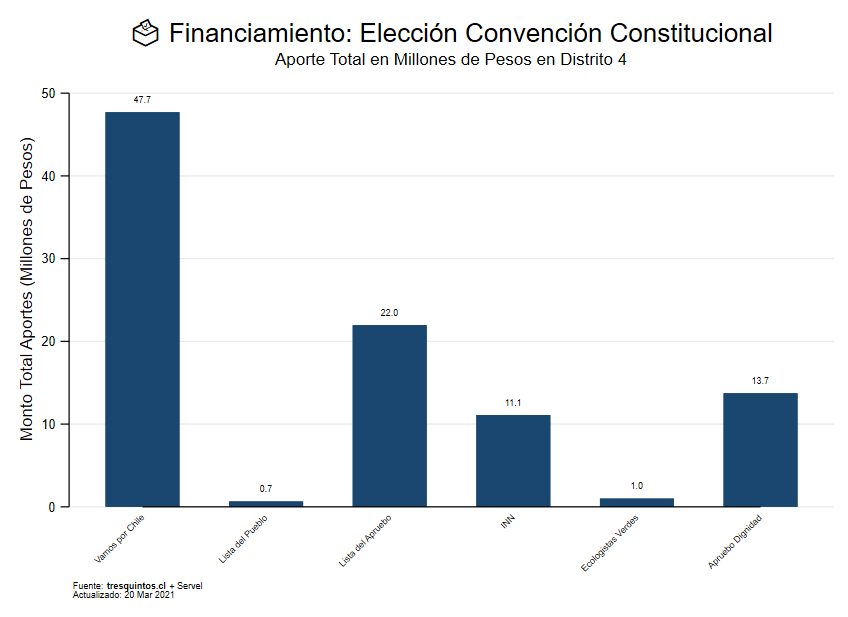 Financiamiento: Elección Convención Constitucional
Aporte Total en Millones de Pesos en Distrito 4
Monto Total Aportes (Millones de Pesos)
50
40
30
20
10
0
47.7
0.7
22.0
11.1
1.0
13.7
Vamos por Chile
Lista del Pueblo
Lista del Apruebo
INN
Ecologistas Verdes
Apruebo Dignidad
Fuente: tresquintos.cl + Servel
Actualizado: 20 Mar 2021